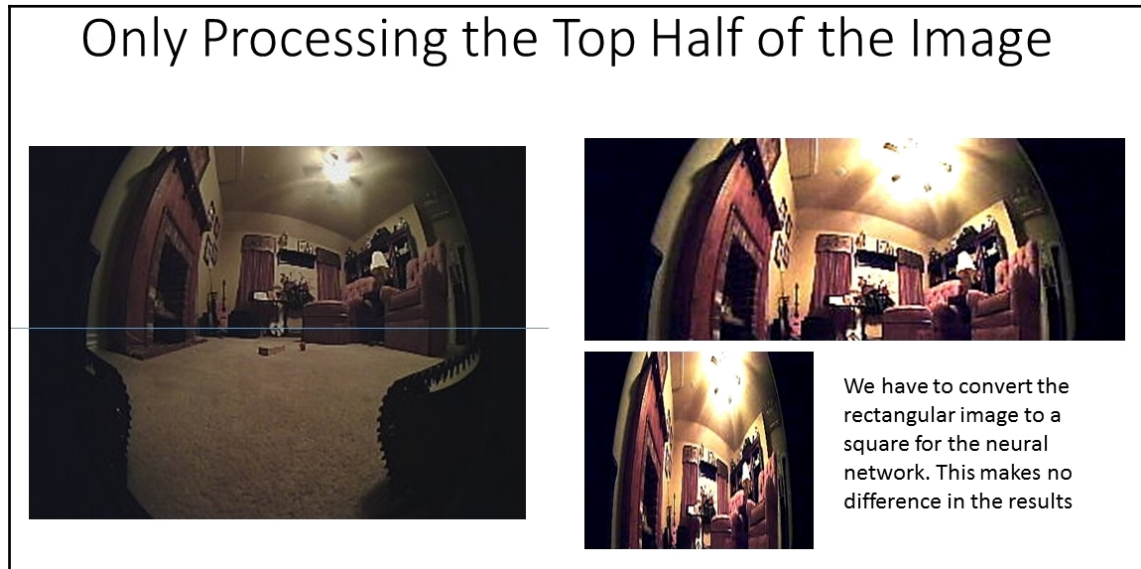 Only Processing the Top Half of the Image
We have to convert the
rectangular image to a
square for the neural
network. This makes no
difference in the results